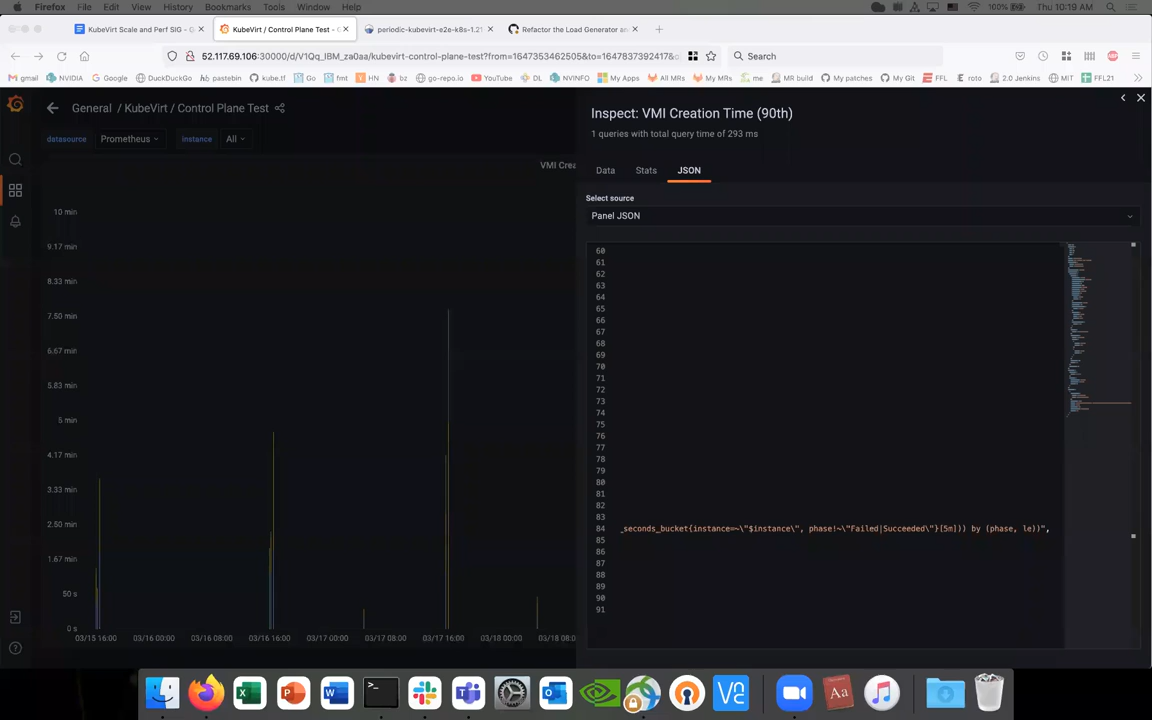 Firefox File Edit View History Bookmarks Tools Window Help 100% Thu 10:19 AM
KubeVirt Scale and Perf SIG - G × KubeVirt / Control Plane Test - G × periodic-kubevirt-e2e-k8s-1.21 × Refactor the Load Generator and ×
52.117.69.106:30000/d/V1Qq_IBM_za0aa/kubevirt-control-plane-test?from=1647353462505&to=1647837392417&
Search
gmail NVIDIA Google DuckDuckGo pastebin kube.tf Go fmt HN bz go-repo.io YouTube DL NVINFO My Apps All MRs My MRs me MR build My patches My Git FFL roto 2.0 Jenkins MIT FFL21
General / KubeVirt / Control Plane Test
datasource Prometheus instance All
VMI Crea
10 min
9.17 min
8.33 min
7.50 min
6.67 min
5.83 min
5 min
4.17 min
3.33 min
2.50 min
1.67 min
50 s
0 s
03/15 16:00 03/16 00:00 03/16 08:00 03/16 16:00 03/17 00:00 03/17 08:00 03/17 16:00 03/18 00:00 03/18 08:0
Inspect: VMI Creation Time (90th)
1 queries with total query time of 293 ms
Data Stats JSON
Select source
Panel JSON
60
61
62
63
64
65
66
67
68
69
70
71
72
73
74
75
76
77
78
79
80
81
82
83
84 _seconds_bucket{instance=~\"$instance\", phase!~\"Failed|Succeeded\"}[5m])) by (phase, le))",
85
86
87
88
89
90
91